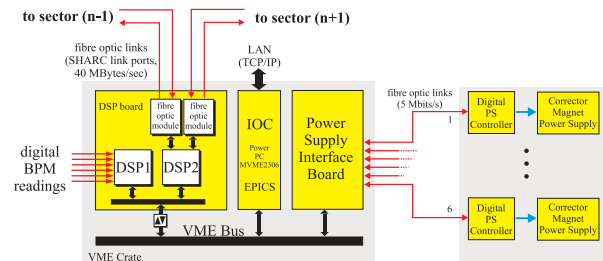 to sector (n-1)
to sector (n+1)
fibre optic links
(SHARC link ports,
40 MBytes/sec)
LAN
(TCP/IP)
DSP board
fibre
optic
module
fibre
optic
module
DSP1
DSP2
digital
BPM
readings
IOC
Power
PC
MVME2306
EPICS
Power
Supply
Interface
Board
VME Bus
VME Crate
fibre optic links
(5 Mbits/s)
1
6
Digital
PS
Controller
Corrector
Magnet
Power Supply
Digital
PS
Controller
Corrector
Magnet
Power Supply